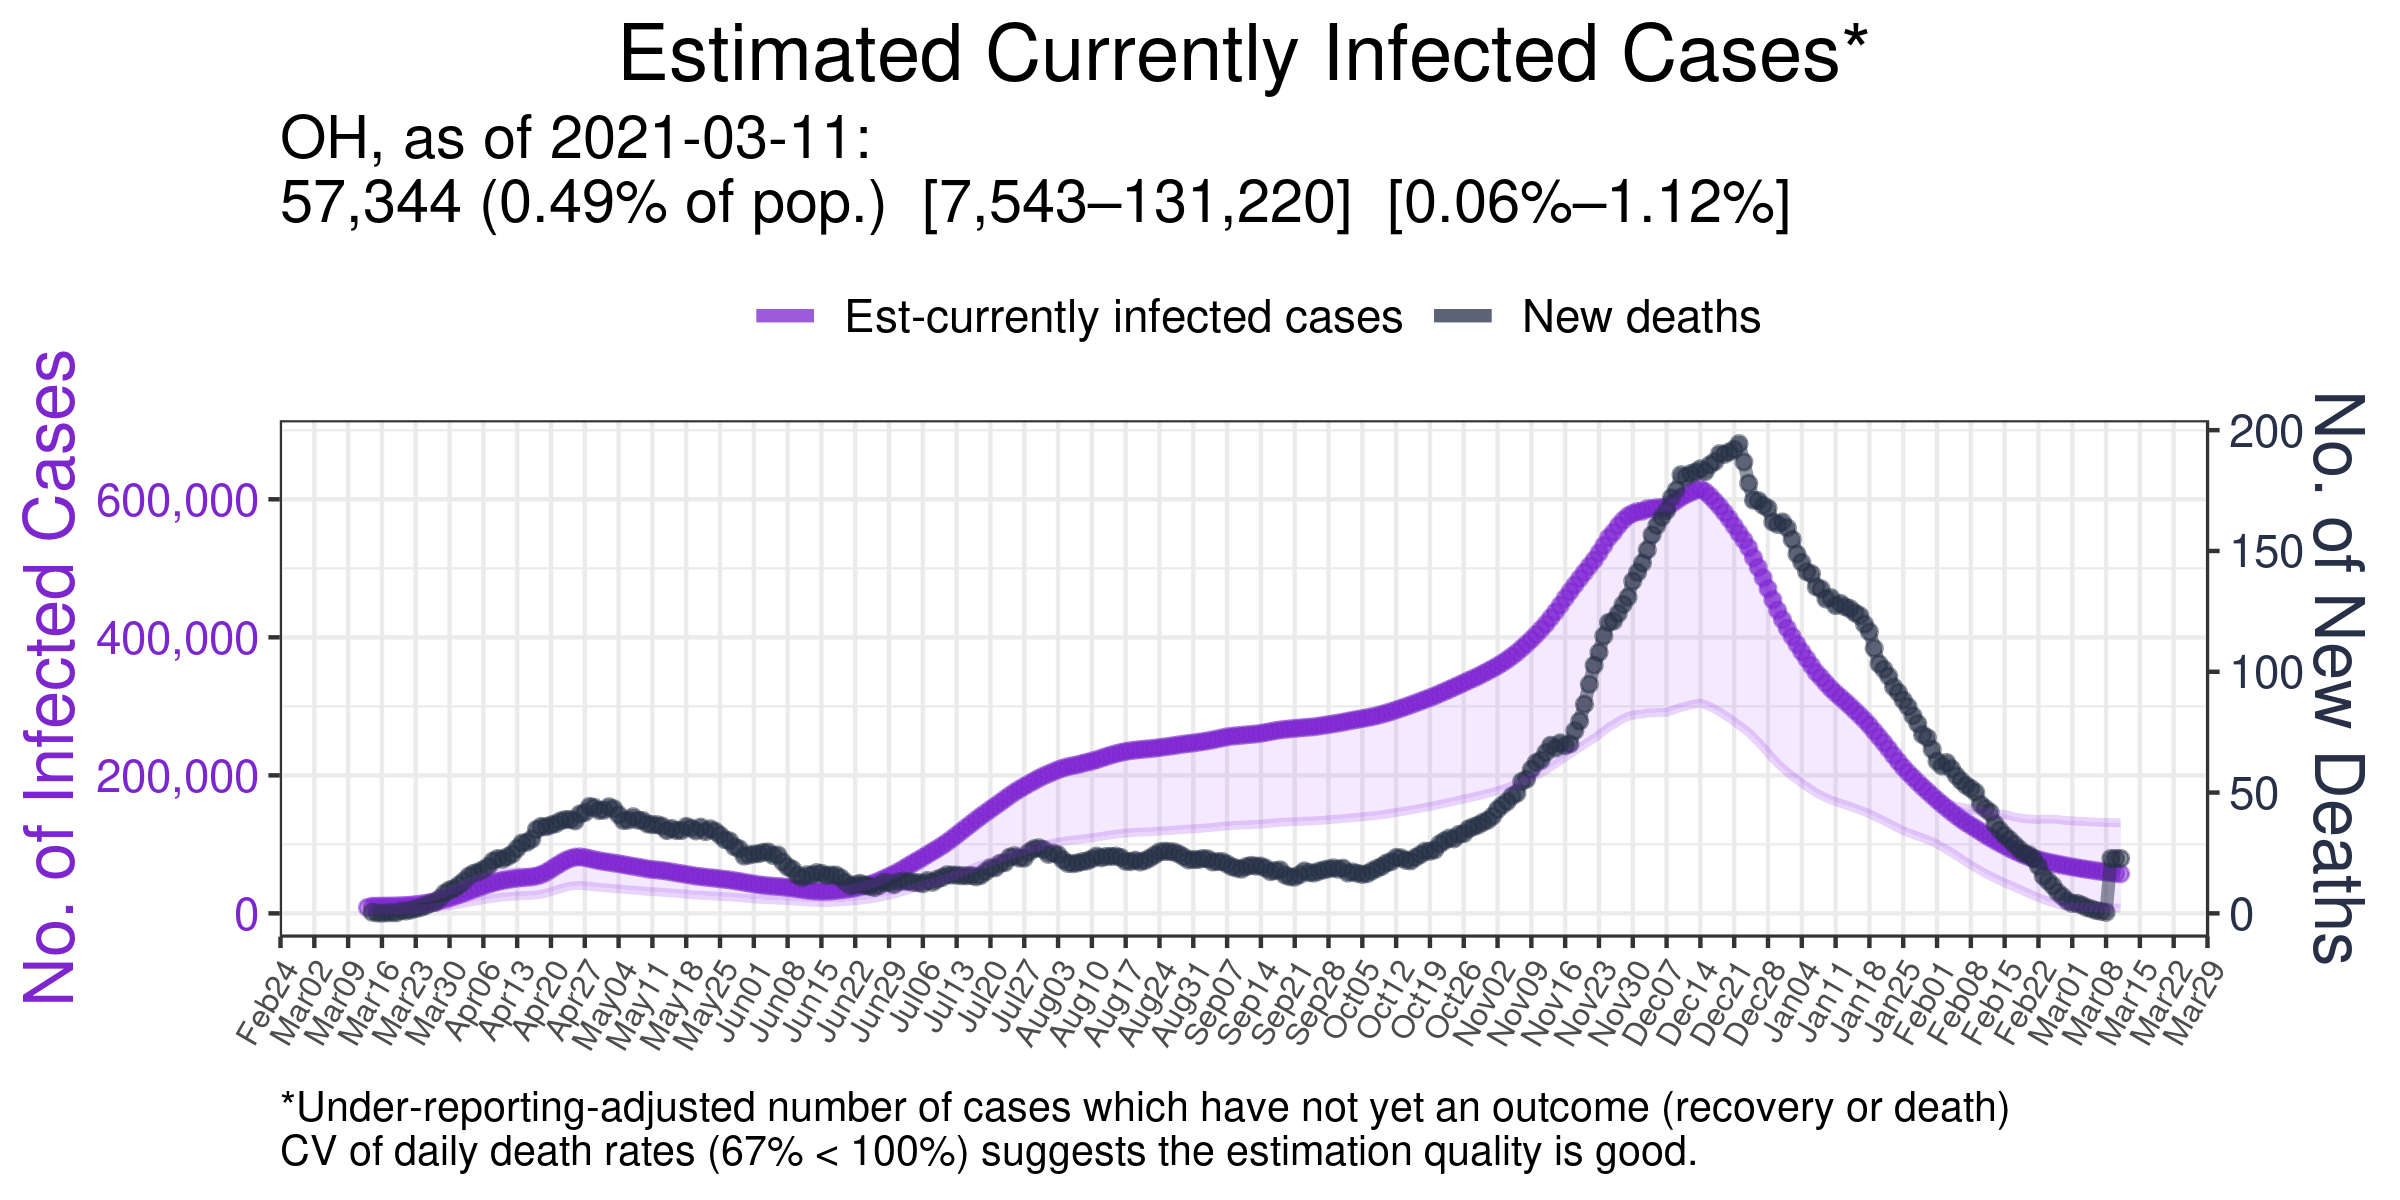 Estimated Currently Infected Cases*
OH, as of 2021-03-11:
57,344 (0.49% of pop.) [7,543–131,220] [0.06%–1.12%]
Est-currently infected cases New deaths
No. of Infected Cases
600,000
400,000
200,000
0
200
150
100
50
0
No. of New Deaths
Feb24 Mar02 Mar09 Mar16 Mar23 Mar30 Apr06 Apr13 Apr20 Apr27 May04 May11 May18 May25 Jun01 Jun08 Jun15 Jun22 Jun29 Jul06 Jul13 Jul20 Jul27 Aug03 Aug10 Aug17 Aug24 Aug31 Sep07 Sep14 Sep21 Sep28 Oct05 Oct12 Oct19 Oct26 Nov02 Nov09 Nov16 Nov23 Nov30 Dec07 Dec14 Dec21 Dec28 Jan04 Jan11 Jan18 Jan25 Feb01 Feb08 Feb15 Feb22 Mar01 Mar08 Mar15 Mar22 Mar29
*Under-reporting-adjusted number of cases which have not yet an outcome (recovery or death)
CV of daily death rates (67% < 100%) suggests the estimation quality is good.